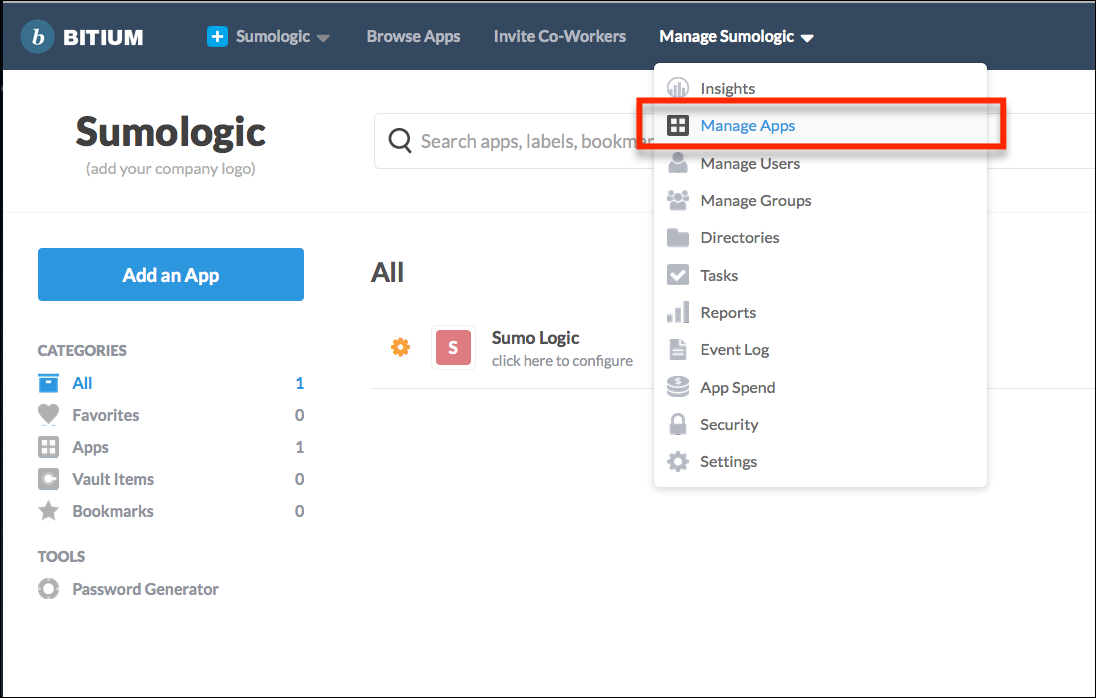 b BITIUM
Sumologic
Browse Apps
Invite Co-Workers
Manage Sumologic
Insights
Manage Apps
Manage Users
Manage Groups
Directories
Tasks
Reports
Event Log
App Spend
Security
Settings
Sumologic
(add your company logo)
Search apps, labels, bookmar
Add an App
CATEGORIES
All 1
Favorites 0
Apps 1
Vault Items 0
Bookmarks 0
TOOLS
Password Generator
All
S
Sumo Logic
click here to configure